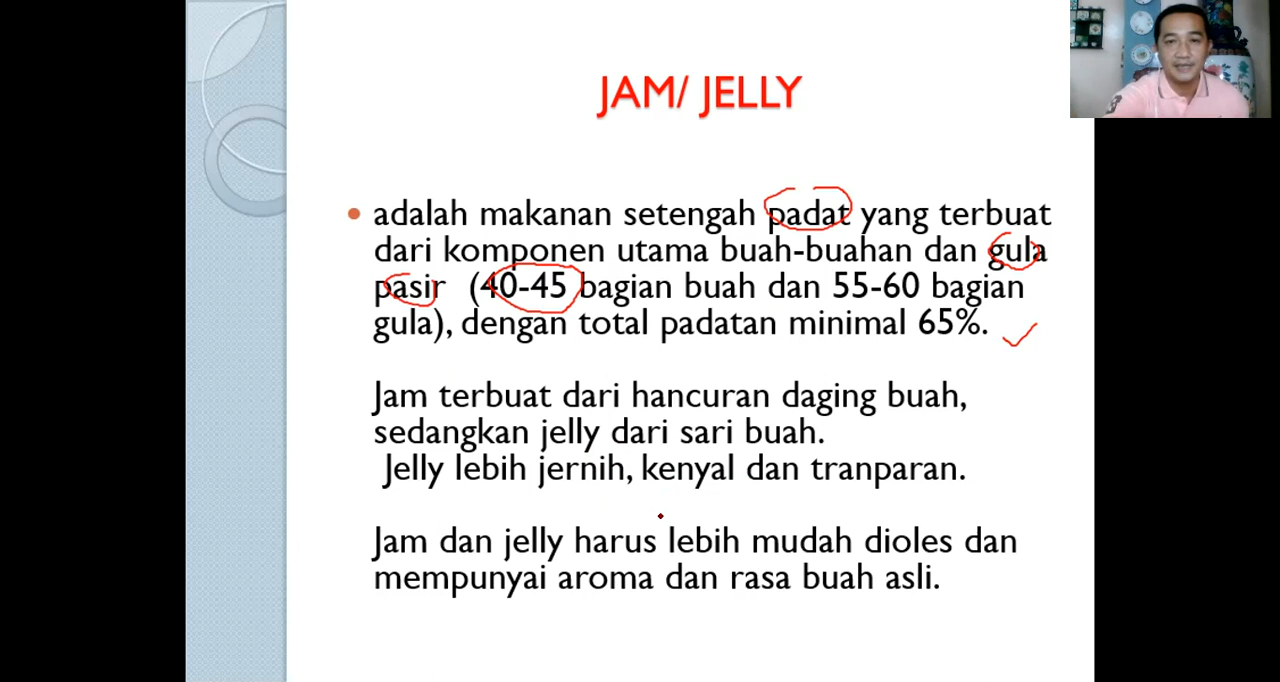 JAM/ JELLY
adalah makanan setengah padat yang terbuat
dari komponen utama buah-buahan dan gula
pasir (40-45 bagian buah dan 55-60 bagian
gula), dengan total padatan minimal 65%.
Jam terbuat dari hancuran daging buah,
sedangkan jelly dari sari buah.
Jelly lebih jernih, kenyal dan tranparan.
Jam dan jelly harus lebih mudah dioles dan
mempunyai aroma dan rasa buah asli.